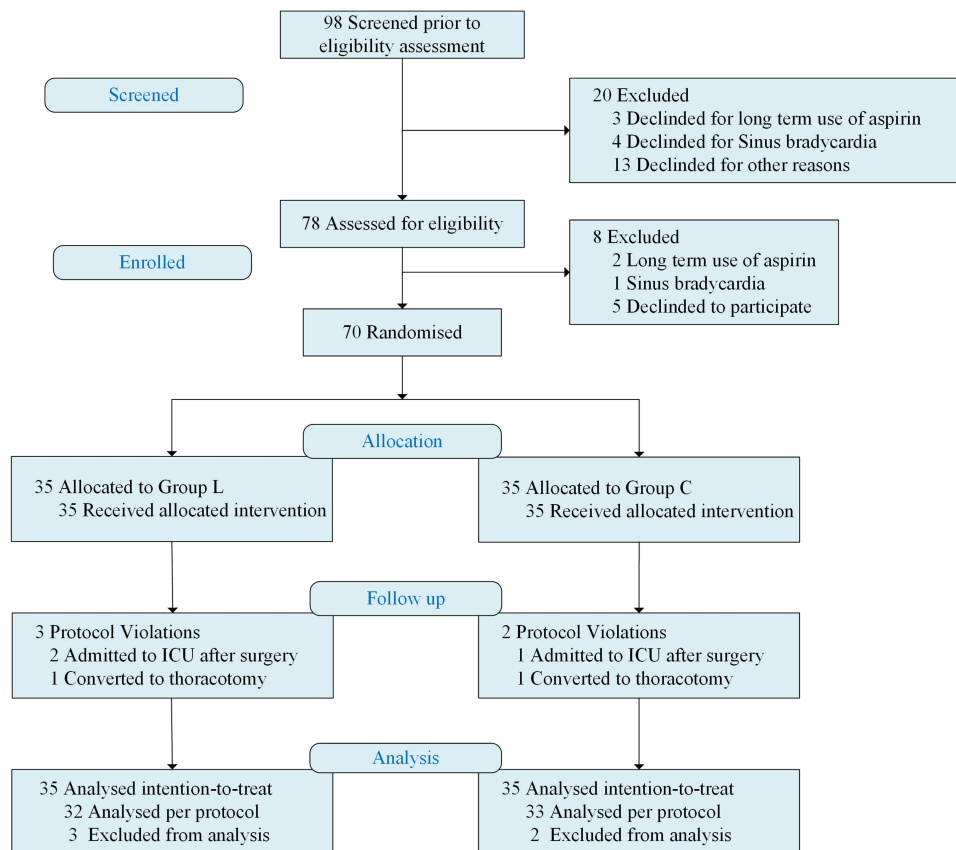 98 Screened prior to
eligibility assessment
Screened
20 Excluded
3 Declinded for long term use of aspirin
4 Declinded for Sinus bradycardia
13 Declinded for other reasons
78 Assessed for eligibility
Enrolled
8 Excluded
2 Long term use of aspirin
1 Sinus bradycardia
5 Declinded to participate
70 Randomised
Allocation
35 Allocated to Group L
35 Received allocated intervention
35 Allocated to Group C
35 Received allocated intervention
Follow up
3 Protocol Violations
2 Admitted to ICU after surgery
1 Converted to thoracotomy
2 Protocol Violations
1 Admitted to ICU after surgery
1 Converted to thoracotomy
Analysis
35 Analysed intention-to-treat
32 Analysed per protocol
3 Excluded from analysis
35 Analysed intention-to-treat
33 Analysed per protocol
2 Excluded from analysis